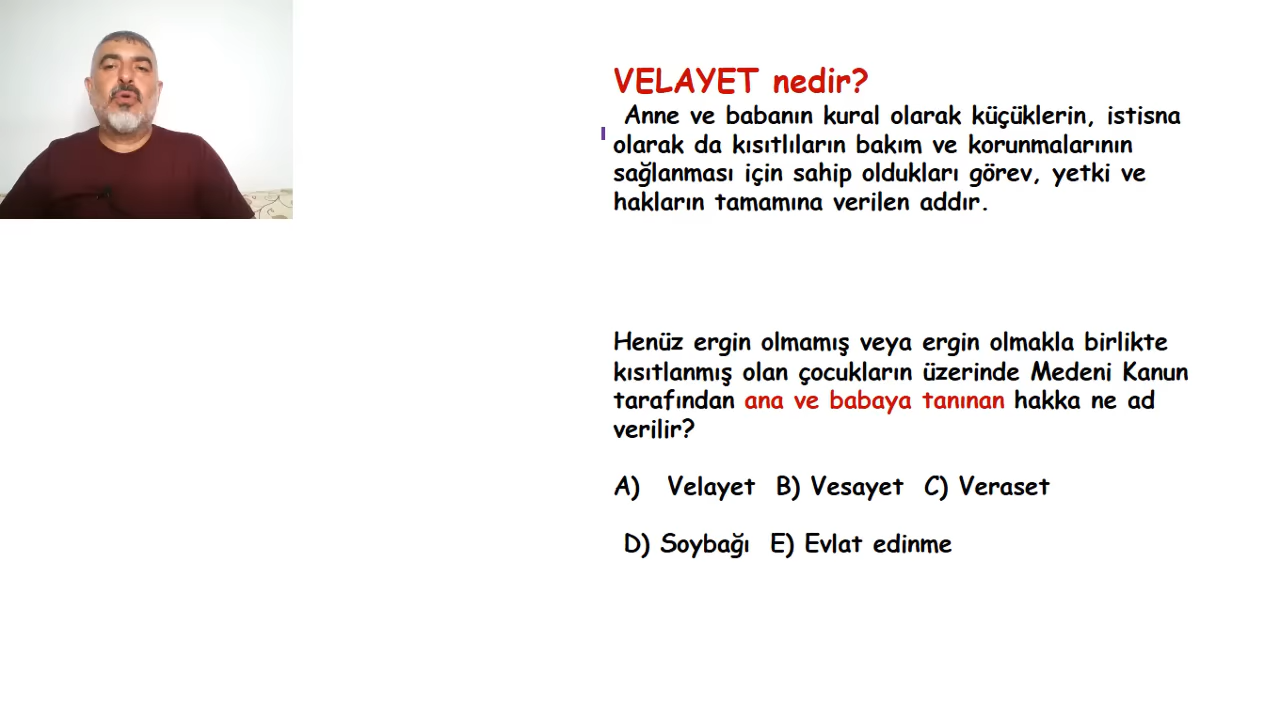 VELAYET nedir?
Anne ve babanın kural olarak küçüklerin, istisna
olarak da kısıtlıların bakım ve korunmalarının
sağlanması için sahip oldukları görev, yetki ve
hakların tamamına verilen addır.
Henüz ergin olmamış veya ergin olmakla birlikte
kısıtlanmış olan çocukların üzerinde Medeni Kanun
tarafından ana ve babaya tanınan hakka ne ad
verilir?
A) Velayet B) Vesayet C) Veraset
D) Soybağı E) Evlat edinme